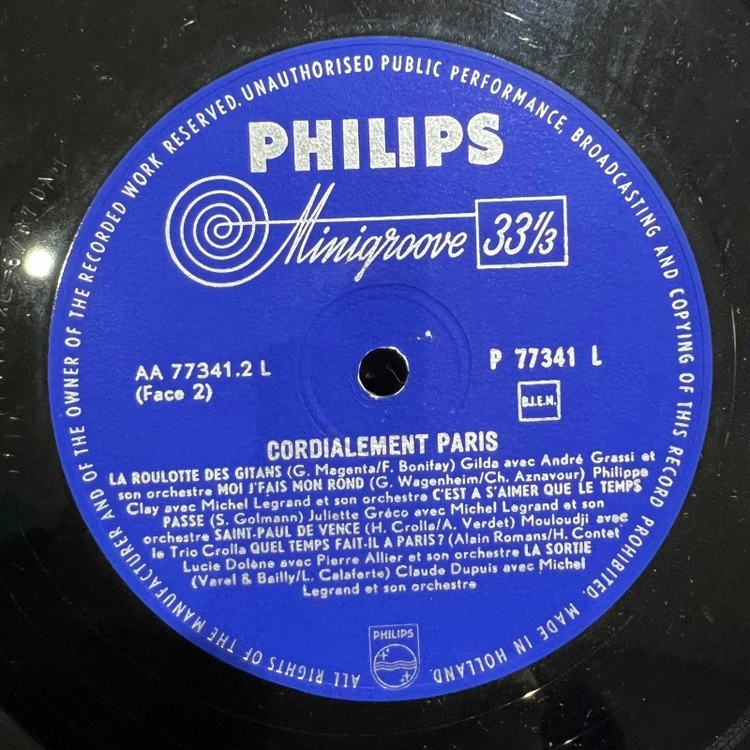 ALL RIGHTS OF THE MANUFACTURER AND OF THE OWNER OF THE RECORDED WORK RESERVED. UNAUTHORISED PUBLIC PERFORMANCE, BROADCASTING AND COPYING OF THIS RECORD PROHIBITED. MADE IN HOLLAND.
PHILIPS
Minigroove 33⅓
AA 77341.2 L
(Face 2)
P 77341 L
B.I.E.M.
CORDIALEMENT PARIS
LA ROULOTTE DES GITANS (G. Magenta/F. Bonifay) Gilda avec André Grassi et
son orchestre MOI J'FAIS MON ROND (G. Wagenheim/Ch. Aznavour) Philippe
Clay avec Michel Legrand et son orchestre C'EST A S'AIMER QUE LE TEMPS
PASSE (S. Golmann) Juliette Gréco avec Michel Legrand et son
orchestre SAINT-PAUL DE VENCE (H. Crolla/A. Verdet) Mouloudji avec
le Trio Crolla QUEL TEMPS FAIT-IL A PARIS? (Alain Romans/H. Contet)
Lucie Dolène avec Pierre Allier et son orchestre LA SORTIE
(Varel & Bailly/L. Calaferte) Claude Dupuis avec Michel
Legrand et son orchestre
PHILIPS